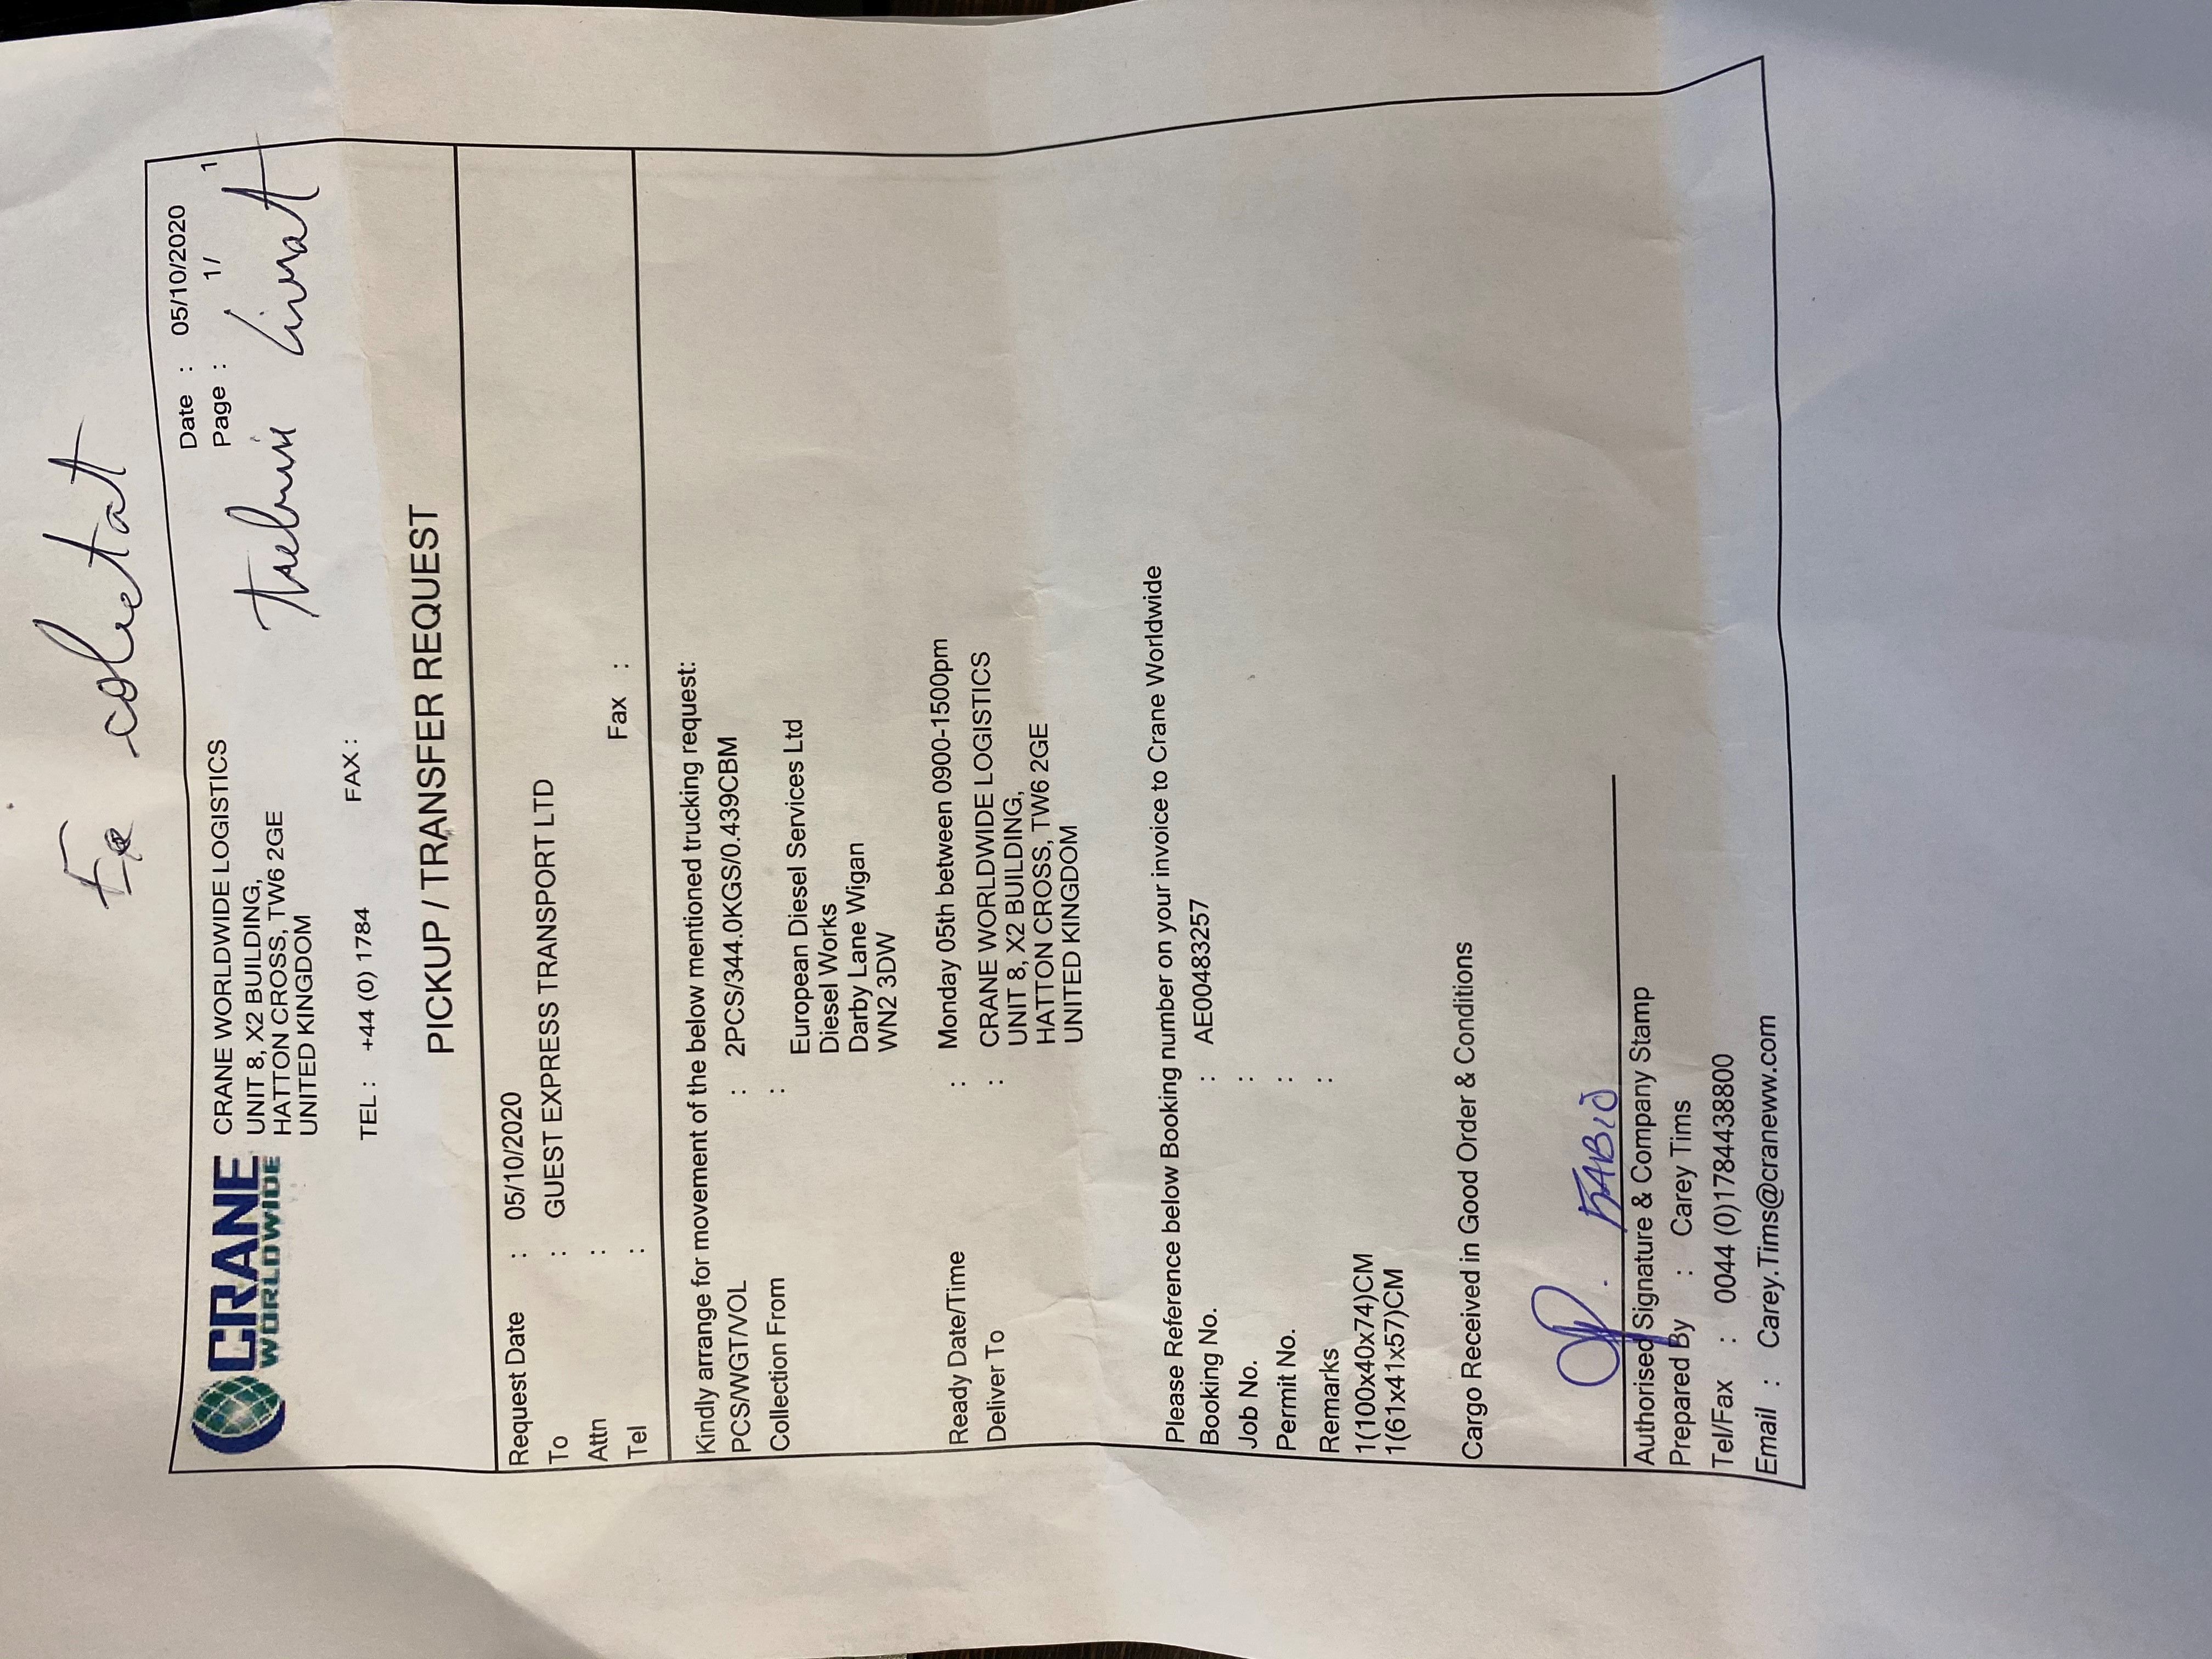 Ea colectat
CRANE WORLDWIDE
CRANE WORLDWIDE LOGISTICS
UNIT 8, X2 BUILDING,
HATTON CROSS, TW6 2GE
UNITED KINGDOM
Date : 05/10/2020
Page : 1/ 1
Trebuie livrat
TEL : +44 (0) 1784 FAX :
PICKUP / TRANSFER REQUEST
Request Date : 05/10/2020
To : GUEST EXPRESS TRANSPORT LTD
Attn :
Tel : Fax :
Kindly arrange for movement of the below mentioned trucking request:
PCS/WGT/VOL : 2PCS/344.0KGS/0.439CBM
Collection From :
European Diesel Services Ltd
Diesel Works
Darby Lane Wigan
WN2 3DW
Ready Date/Time : Monday 05th between 0900-1500pm
Deliver To : CRANE WORLDWIDE LOGISTICS
UNIT 8, X2 BUILDING,
HATTON CROSS, TW6 2GE
UNITED KINGDOM
Please Reference below Booking number on your invoice to Crane Worldwide
Booking No. : AE00483257
Job No. :
Permit No. :
Remarks :
1(100x40x74)CM
1(61x41x57)CM
Cargo Received in Good Order & Conditions
FABIO
Authorised Signature & Company Stamp
Prepared By : Carey Tims
Tel/Fax : 0044 (0)1784438800
Email : Carey.Tims@craneww.com